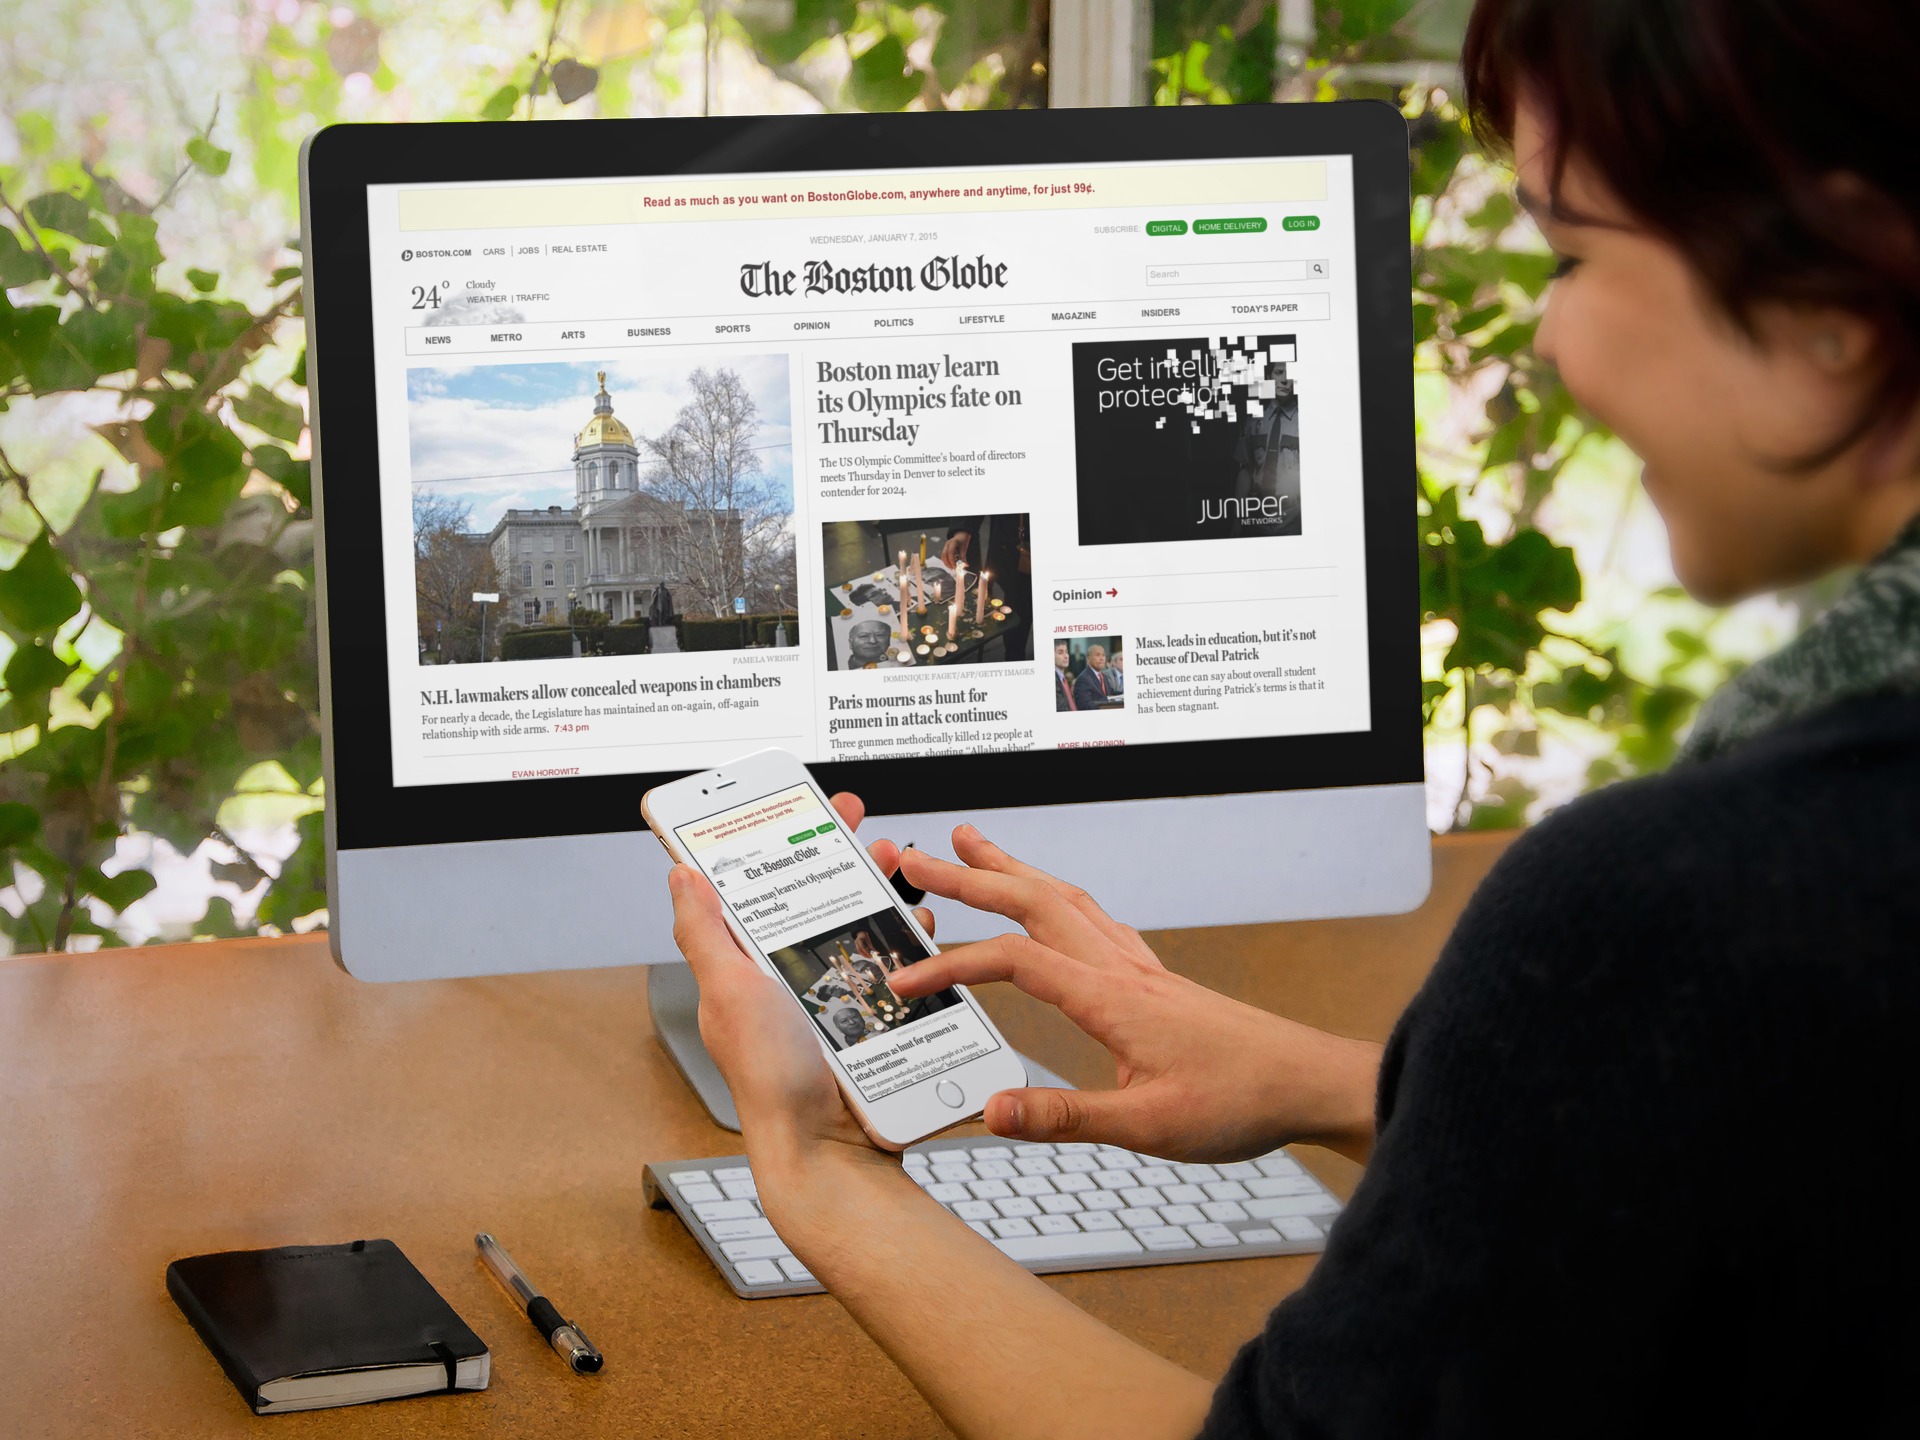 Read as much as you want on BostonGlobe.com, anywhere and anytime, for just 99¢.
BOSTON.COM CARS | JOBS | REAL ESTATE
WEDNESDAY, JANUARY 7, 2015
SUBSCRIBE: DIGITAL HOME DELIVERY LOG IN
24° Cloudy
WEATHER | TRAFFIC
The Boston Globe
Search
NEWS METRO ARTS BUSINESS SPORTS OPINION POLITICS LIFESTYLE MAGAZINE INSIDERS TODAY'S PAPER
PAMELA WRIGHT
N.H. lawmakers allow concealed weapons in chambers
For nearly a decade, the Legislature has maintained an on-again, off-again
relationship with side arms. 7:43 pm
EVAN HOROWITZ
Boston may learn
its Olympics fate on
Thursday
The US Olympic Committee's board of directors
meets Thursday in Denver to select its
contender for 2024.
DOMINIQUE FAGET/AFP/GETTY IMAGES
Paris mourns as hunt for
gunmen in attack continues
Three gunmen methodically killed 12 people at
a French newspaper, shouting "Allahu akbar!"
Get
protection
JUNIPER
NETWORKS
Opinion
JIM STERGIOS
Mass. leads in education, but it's not
because of Deval Patrick
The best one can say about overall student
achievement during Patrick's terms is that it
has been stagnant.
MORE IN OPINION
Read as much as you want on BostonGlobe.com,
anywhere and anytime, for just 99¢.
SUBSCRIBE LOG IN
WEATHER | TRAFFIC
The Boston Globe
Boston may learn its Olympics fate
on Thursday
The US Olympic Committee's board of directors meets
Thursday in Denver to select its contender for 2024.
Paris mourns as hunt for gunmen in
attack continues
Three gunmen methodically killed 12 people at a French
newspaper, shouting "Allahu akbar!" before escaping in a